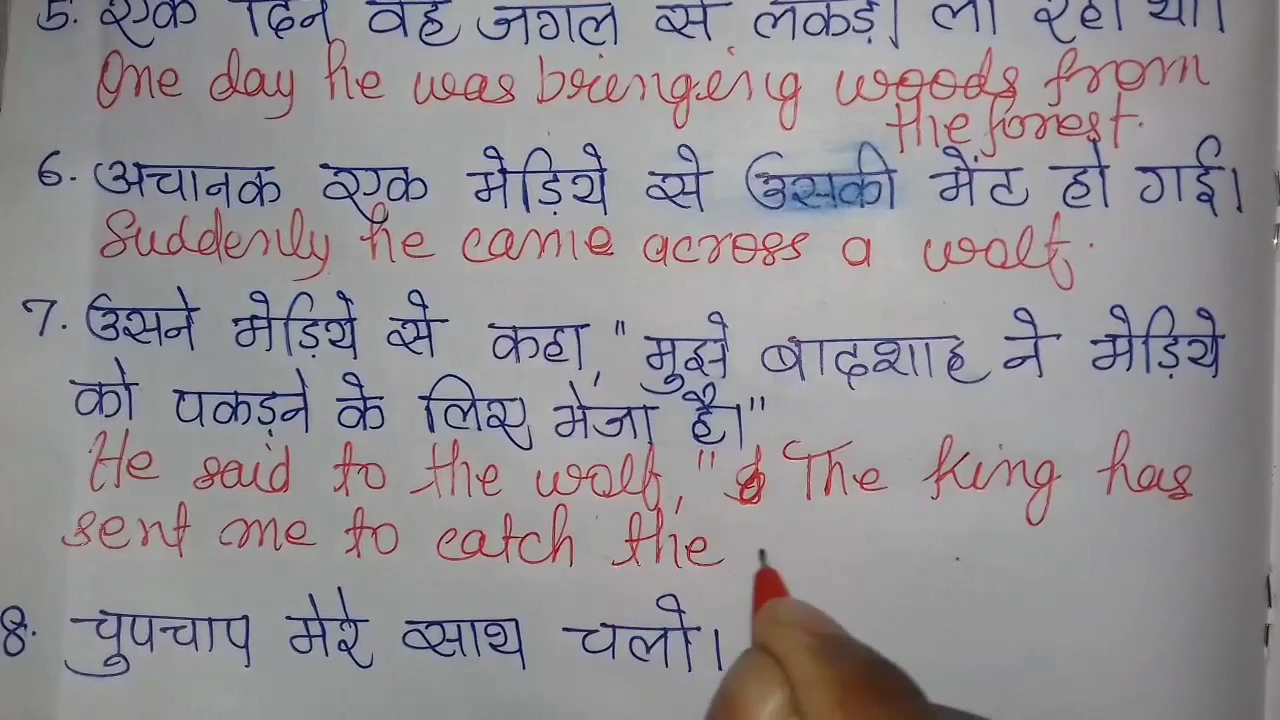 5. एक दिन वह जंगल से लकड़ी ला रहा था।
One day he was bringing woods from
the forest.
6. अचानक एक भेड़िये से उसकी भेंट हो गई।
Suddenly he came across a wolf.
7. उसने भेड़िये से कहा, "मुझे बादशाह ने भेड़िये
को पकड़ने के लिए भेजा है।"
He said to the wolf, " The king has
sent me to catch the
8. चुपचाप मेरे साथ चलो।